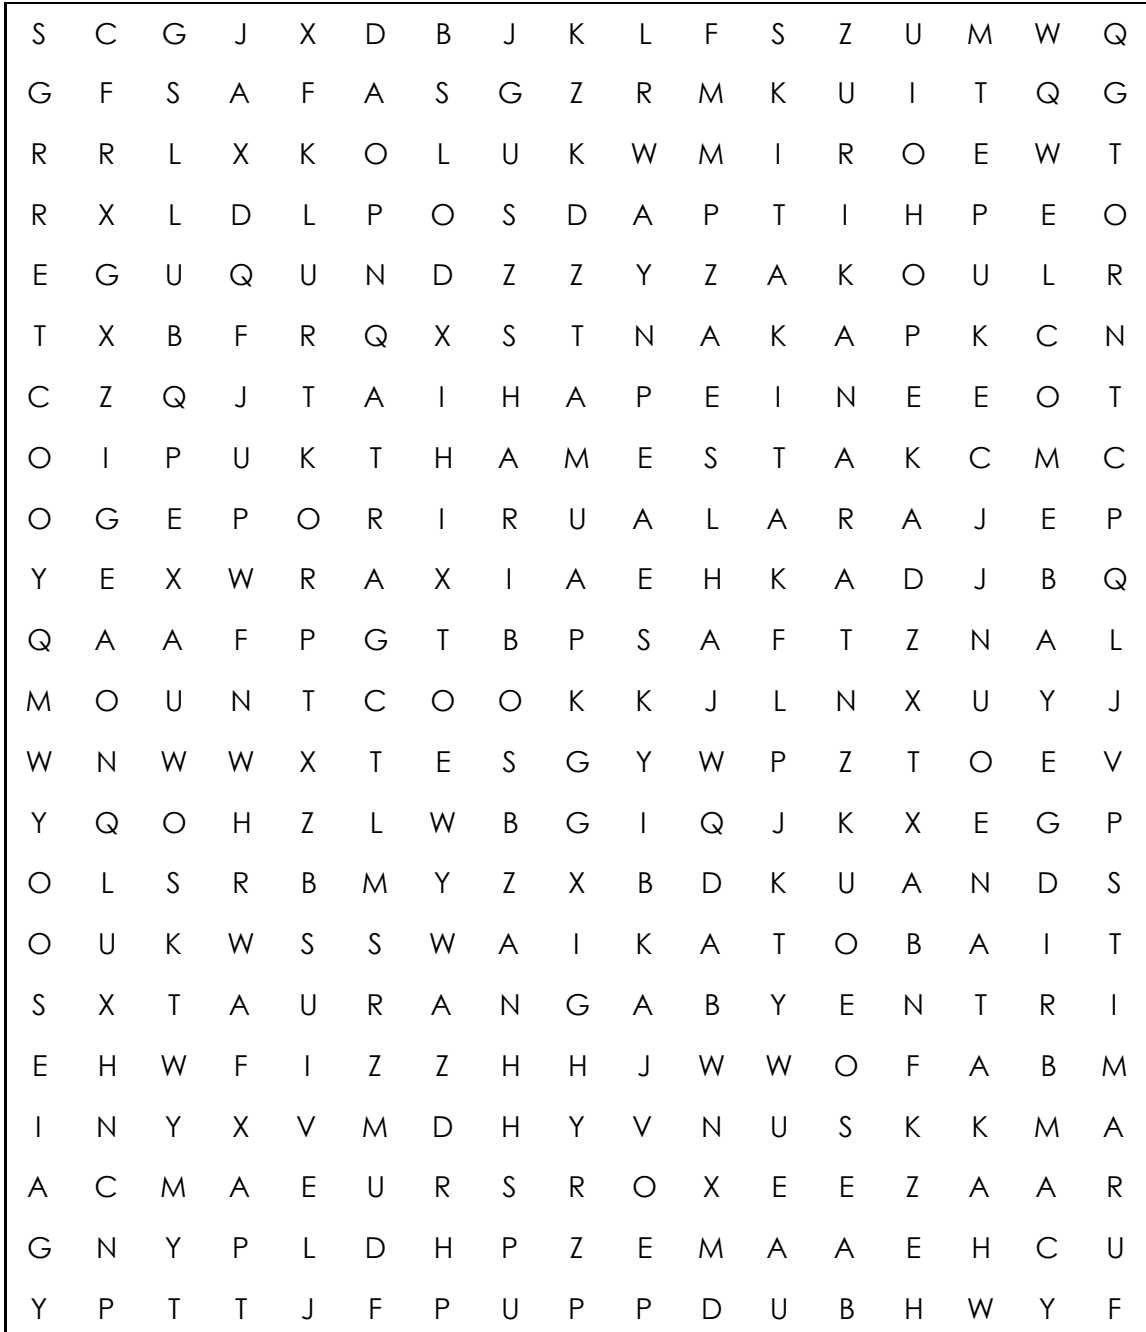 S C G J X D B J K L F S Z U M W Q
G F S A F A S G Z R M K U I T Q G
R R L X K O L U K W M I R O E W T
R X L D L P O S D A P T I H P E O
E G U Q U N D Z Z Y Z A K O U L R
T X B F R Q X S T N A K A P K C N
C Z Q J T A I H A P E I N E E O T
O I P U K T H A M E S T A K C M C
O G E P O R I R U A L A R A J E P
Y E X W R A X I A E H K A D J B Q
Q A A F P G T B P S A F T Z N A L
M O U N T C O O K K J L N X U Y J
W N W W X T E S G Y W P Z T O E V
Y Q O H Z L W B G I Q J K X E G P
O L S R B M Y Z X B D K U A N D S
O U K W S S W A I K A T O B A I T
S X T A U R A N G A B Y E N T R I
E H W F I Z Z H H J W W O F A B M
I N Y X V M D H Y V N U S K K M A
A C M A E U R S R O X E E Z A A R
G N Y P L D H P Z E M A A E H C U
Y P T T J F P U P P D U B H W Y F